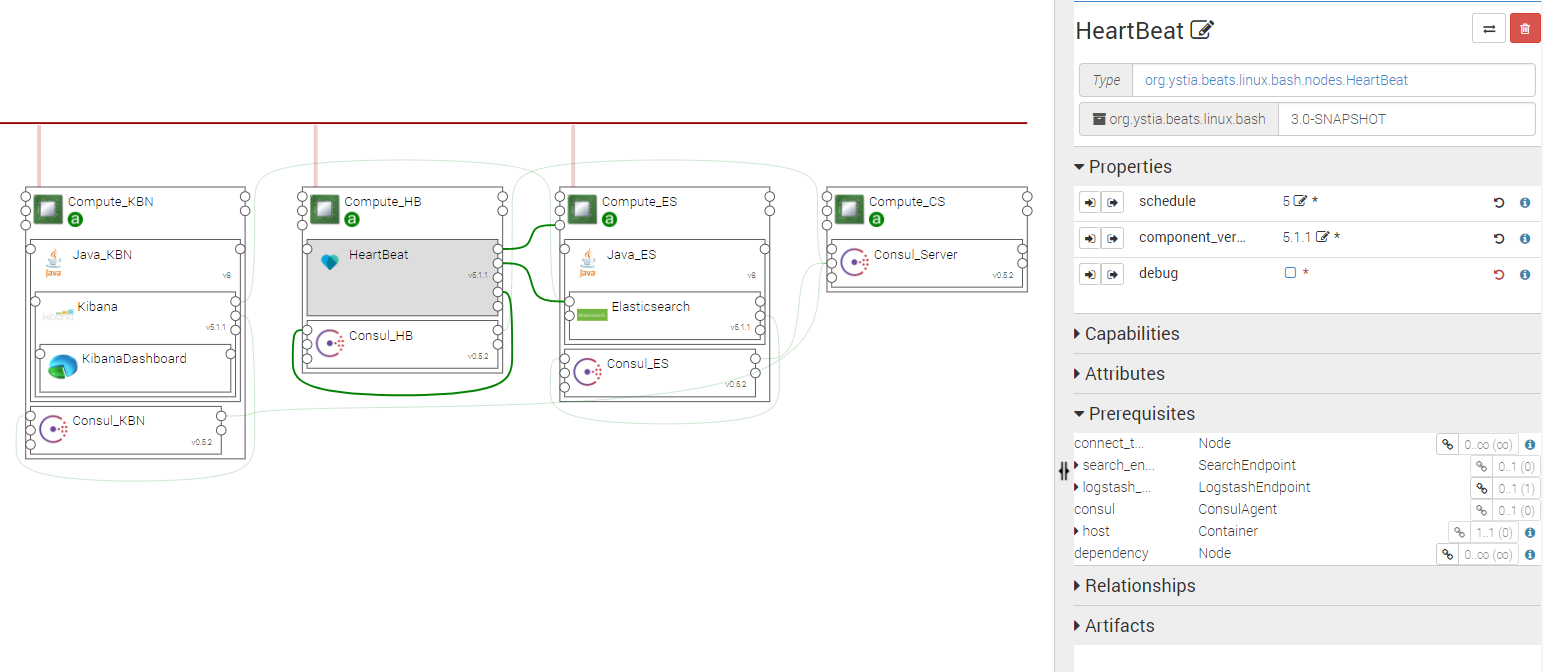 Compute_KBN
a
Java_KBN
Java
v8
Kibana
kibana
v5.1.1
KibanaDashboard
Consul_KBN
v0.5.2
Compute_HB
a
HeartBeat
v5.1.1
Consul_HB
v0.5.2
Compute_ES
a
Java_ES
Java
v8
Elasticsearch
v5.1.1
Consul_ES
v0.5.2
Compute_CS
a
Consul_Server
v0.5.2
HeartBeat
Type org.ystia.beats.linux.bash.nodes.HeartBeat
org.ystia.beats.linux.bash 3.0-SNAPSHOT
Properties
schedule 5 *
component_ver... 5.1.1 *
debug *
Capabilities
Attributes
Prerequisites
connect_t... Node 0..∞ (∞)
search_en... SearchEndpoint 0..1 (0)
logstash_... LogstashEndpoint 0..1 (1)
consul ConsulAgent 0..1 (0)
host Container 1..1 (0)
dependency Node 0..∞ (∞)
Relationships
Artifacts